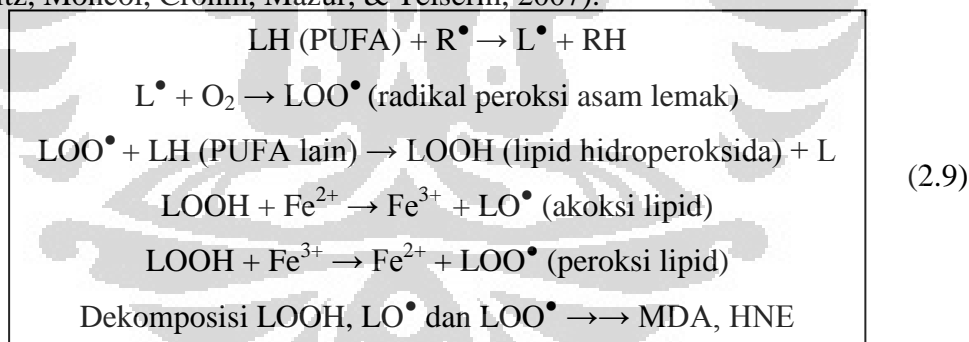 tz, Moncol, Cronin, Mazur, & Telserm, 2007).
LH (PUFA) + R● → L● + RH
L● + O2 → LOO● (radikal peroksi asam lemak)
LOO● + LH (PUFA lain) → LOOH (lipid hidroperoksida) + L
(2.9)
LOOH + Fe2+ → Fe3+ + LO● (akoksi lipid)
LOOH + Fe3+ → Fe2+ + LOO● (peroksi lipid)
Dekomposisi LOOH, LO● dan LOO● →→ MDA, HNE